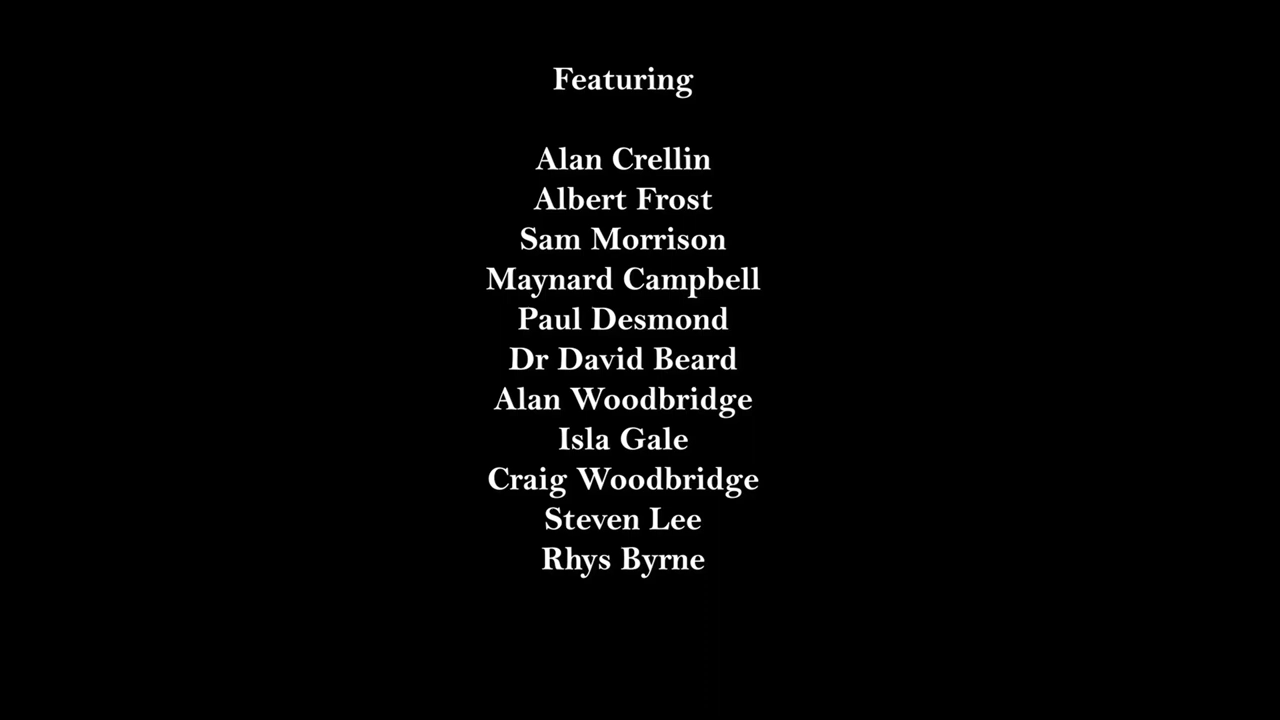 Featuring
Alan Crellin
Albert Frost
Sam Morrison
Maynard Campbell
Paul Desmond
Dr David Beard
Alan Woodbridge
Isla Gale
Craig Woodbridge
Steven Lee
Rhys Byrne